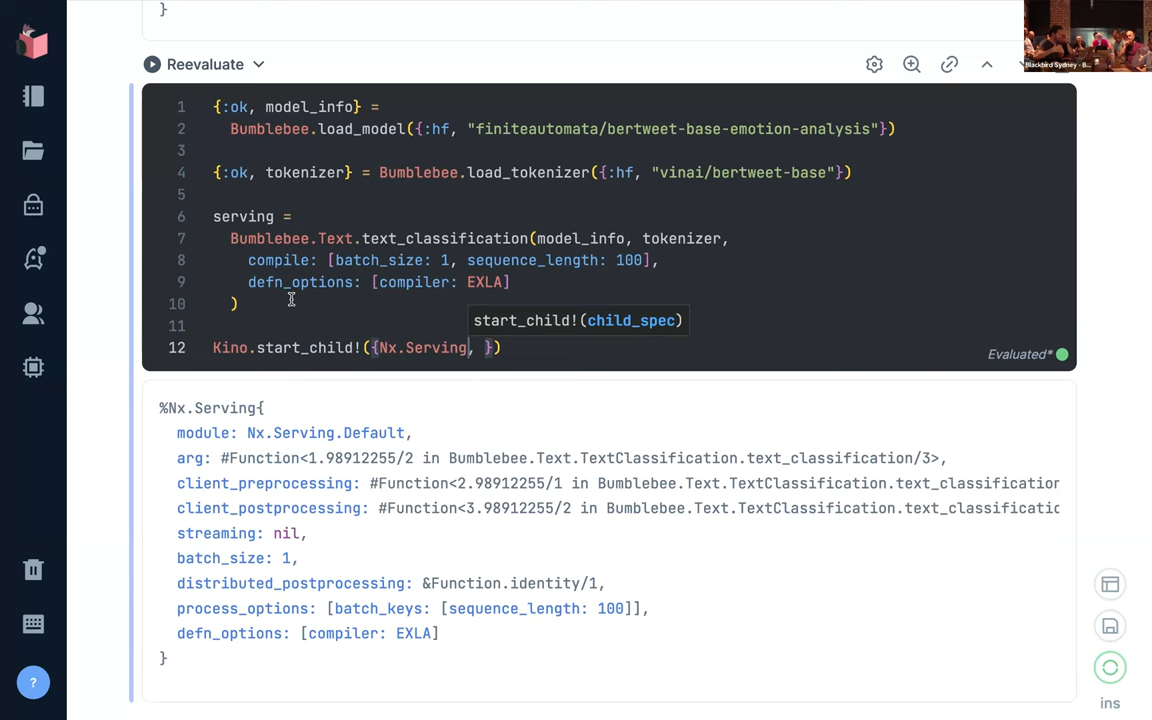 }
Blackbird Sydney - B...
Reevaluate
1 {:ok, model_info} =
2 Bumblebee.load_model({:hf, "finiteautomata/bertweet-base-emotion-analysis"})
3
4 {:ok, tokenizer} = Bumblebee.load_tokenizer({:hf, "vinai/bertweet-base"})
5
6 serving =
7 Bumblebee.Text.text_classification(model_info, tokenizer,
8 compile: [batch_size: 1, sequence_length: 100],
9 defn_options: [compiler: EXLA]
10 )
start_child!(child_spec)
11
12 Kino.start_child!({Nx.Serving, })
Evaluated*
%Nx.Serving{
module: Nx.Serving.Default,
arg: #Function<1.98912255/2 in Bumblebee.Text.TextClassification.text_classification/3>,
client_preprocessing: #Function<2.98912255/1 in Bumblebee.Text.TextClassification.text_classification
client_postprocessing: #Function<3.98912255/2 in Bumblebee.Text.TextClassification.text_classificatio
streaming: nil,
batch_size: 1,
distributed_postprocessing: &Function.identity/1,
process_options: [batch_keys: [sequence_length: 100]],
defn_options: [compiler: EXLA]
}
?
ins